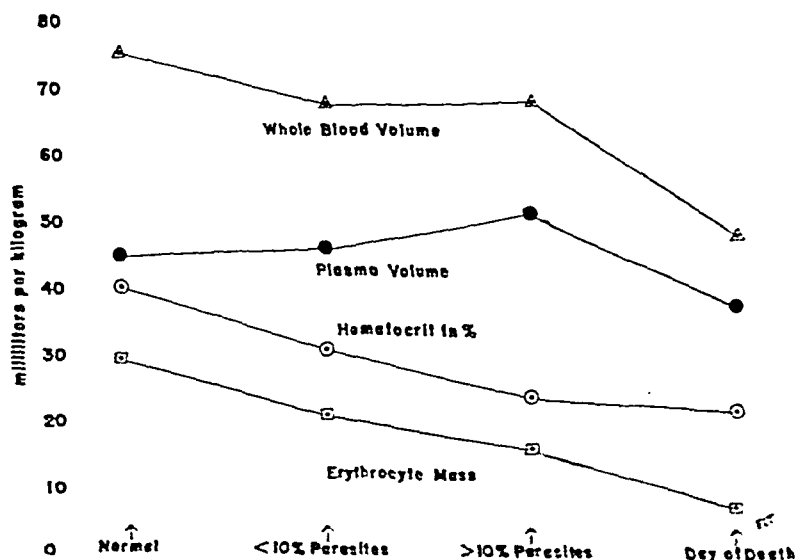 80
70
Whole Blood Volume
60
milliliters per kilogram
50
Plasma Volume
40
Hematocrit in %
30
20
Erythrocyte Mass
10
0
Normal
<10% Parasites
>10% Parasites
Day of Death